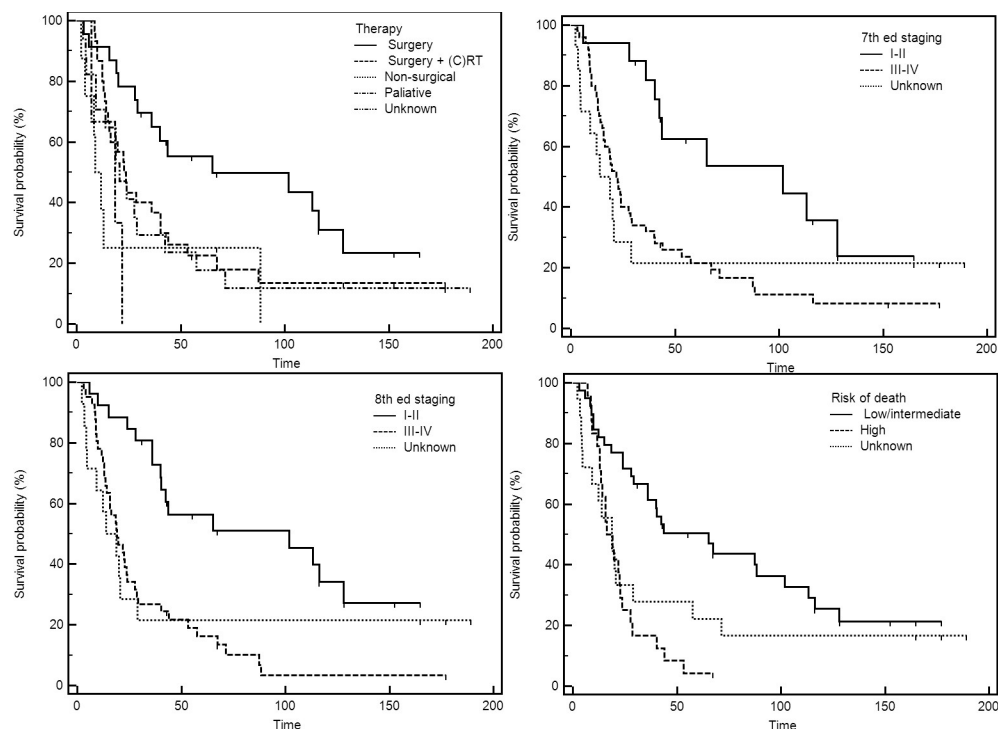 Therapy
Surgery
Surgery + (C)RT
Non-surgical
Paliative
Unknown
Survival probability (%)
100
80
60
40
20
0
0 50 100 150 200
Time
7th ed staging
I-II
III-IV
Unknown
Survival probability (%)
100
80
60
40
20
0
0 50 100 150 200
Time
8th ed staging
I-II
III-IV
Unknown
Survival probability (%)
100
80
60
40
20
0
0 50 100 150 200
Time
Risk of death
Low/intermediate
High
Unknown
Survival probability (%)
100
80
60
40
20
0
0 50 100 150 200
Time